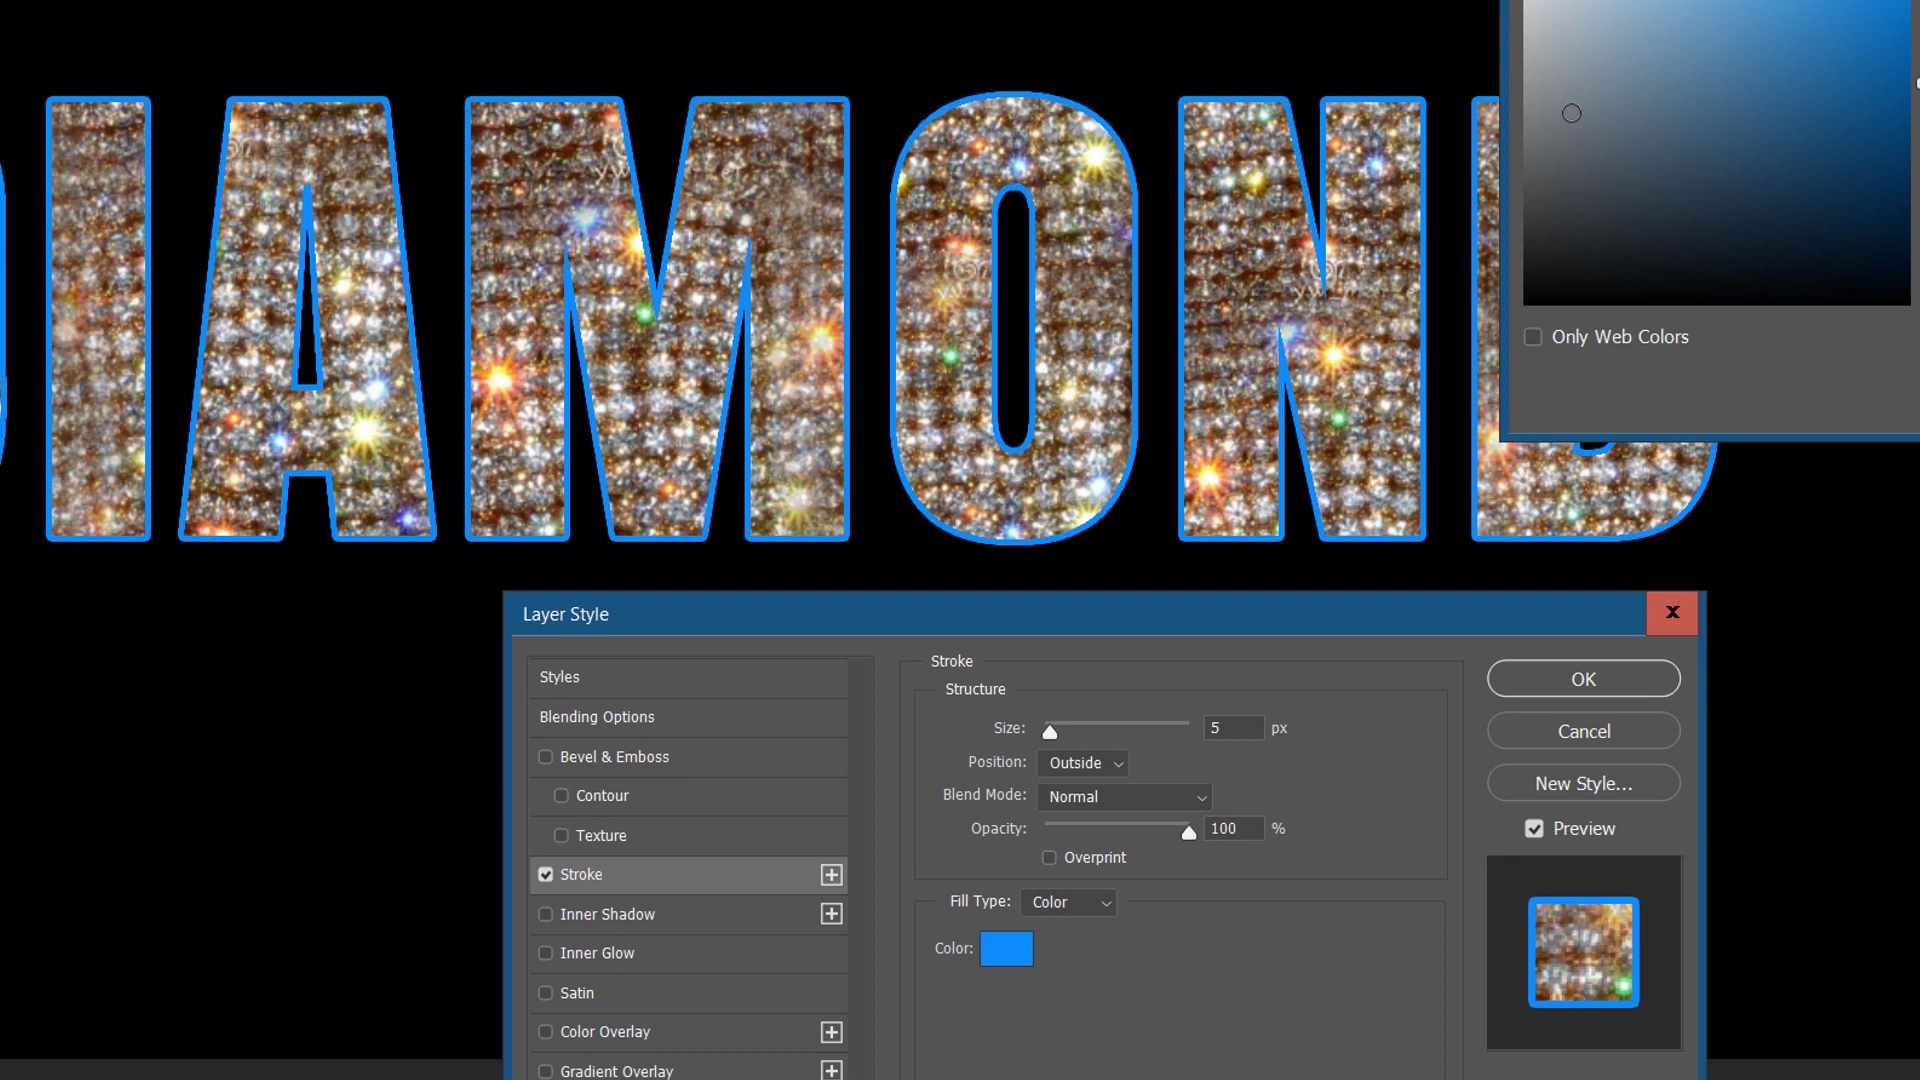 DIAMOND
Only Web Colors
Layer Style
x
Styles
Blending Options
Bevel & Emboss
Contour
Texture
Stroke
Inner Shadow
Inner Glow
Satin
Color Overlay
Gradient Overlay
Stroke
Structure
Size: 5 px
Position: Outside
Blend Mode: Normal
Opacity: 100 %
Overprint
Fill Type: Color
Color:
OK
Cancel
New Style...
Preview